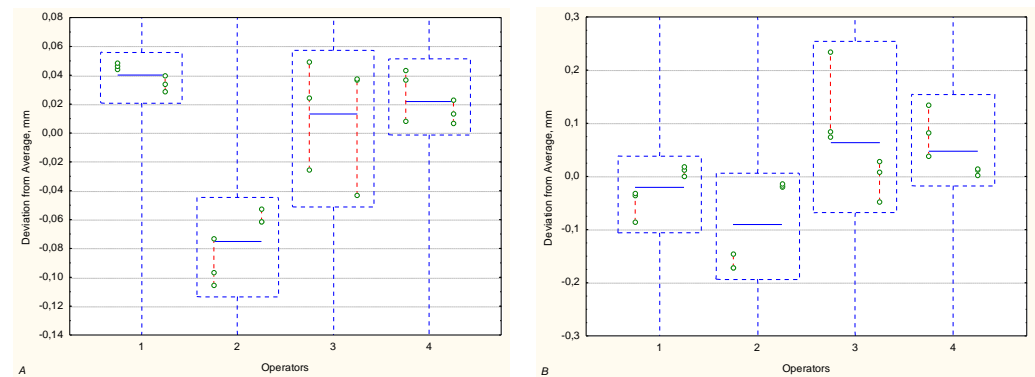 Deviation from Average, mm
0,08
0,06
0,04
0,02
0,00
-0,02
-0,04
-0,06
-0,08
-0,10
-0,12
-0,14
1 2 3 4
Operators
A
Deviation from Average, mm
0,3
0,2
0,1
0,0
-0,1
-0,2
-0,3
1 2 3 4
Operators
B